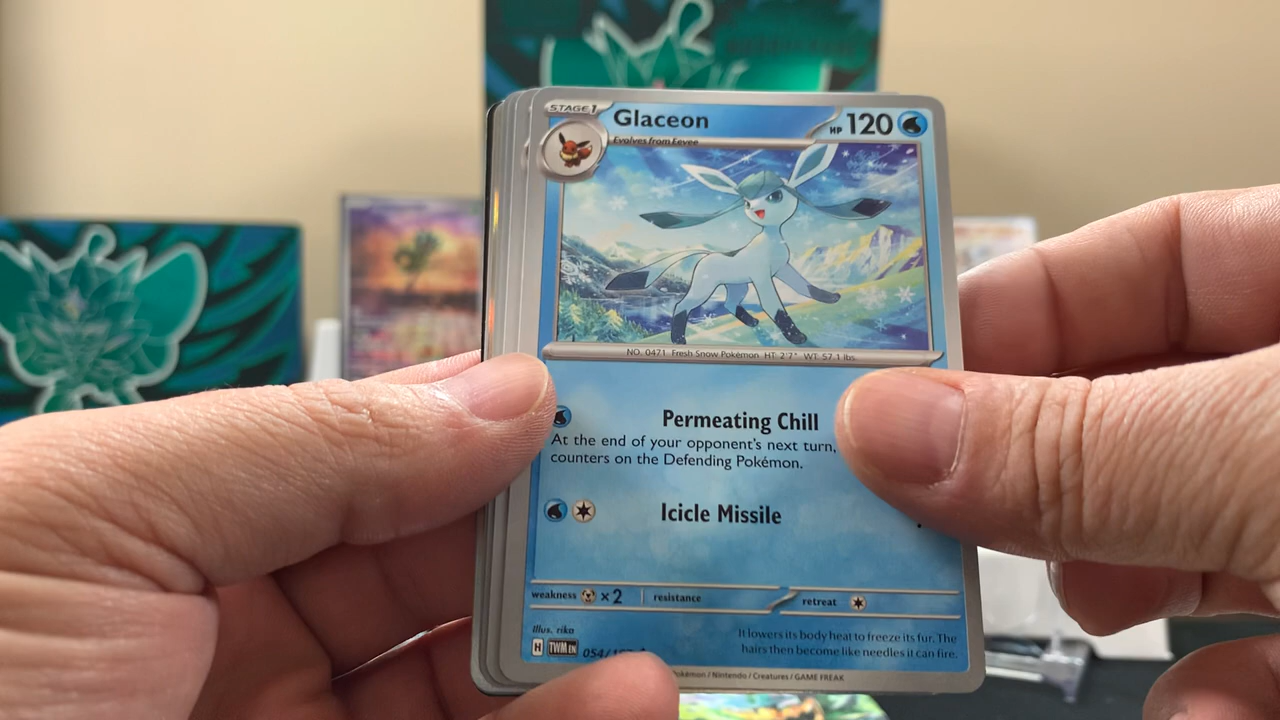 STAGE 1
Glaceon
HP 120
Evolves from Eevee
NO. 0471 Fresh Snow Pokémon HT: 2'7" WT: 57.1 lbs.
Permeating Chill
At the end of your opponent's next turn,
counters on the Defending Pokémon.
Icicle Missile
weakness ×2 resistance retreat
Illus. rika
H TWM EN 054/
It lowers its body heat to freeze its fur. The
hairs then become like needles it can fire.
Pokémon / Nintendo / Creatures / GAME FREAK